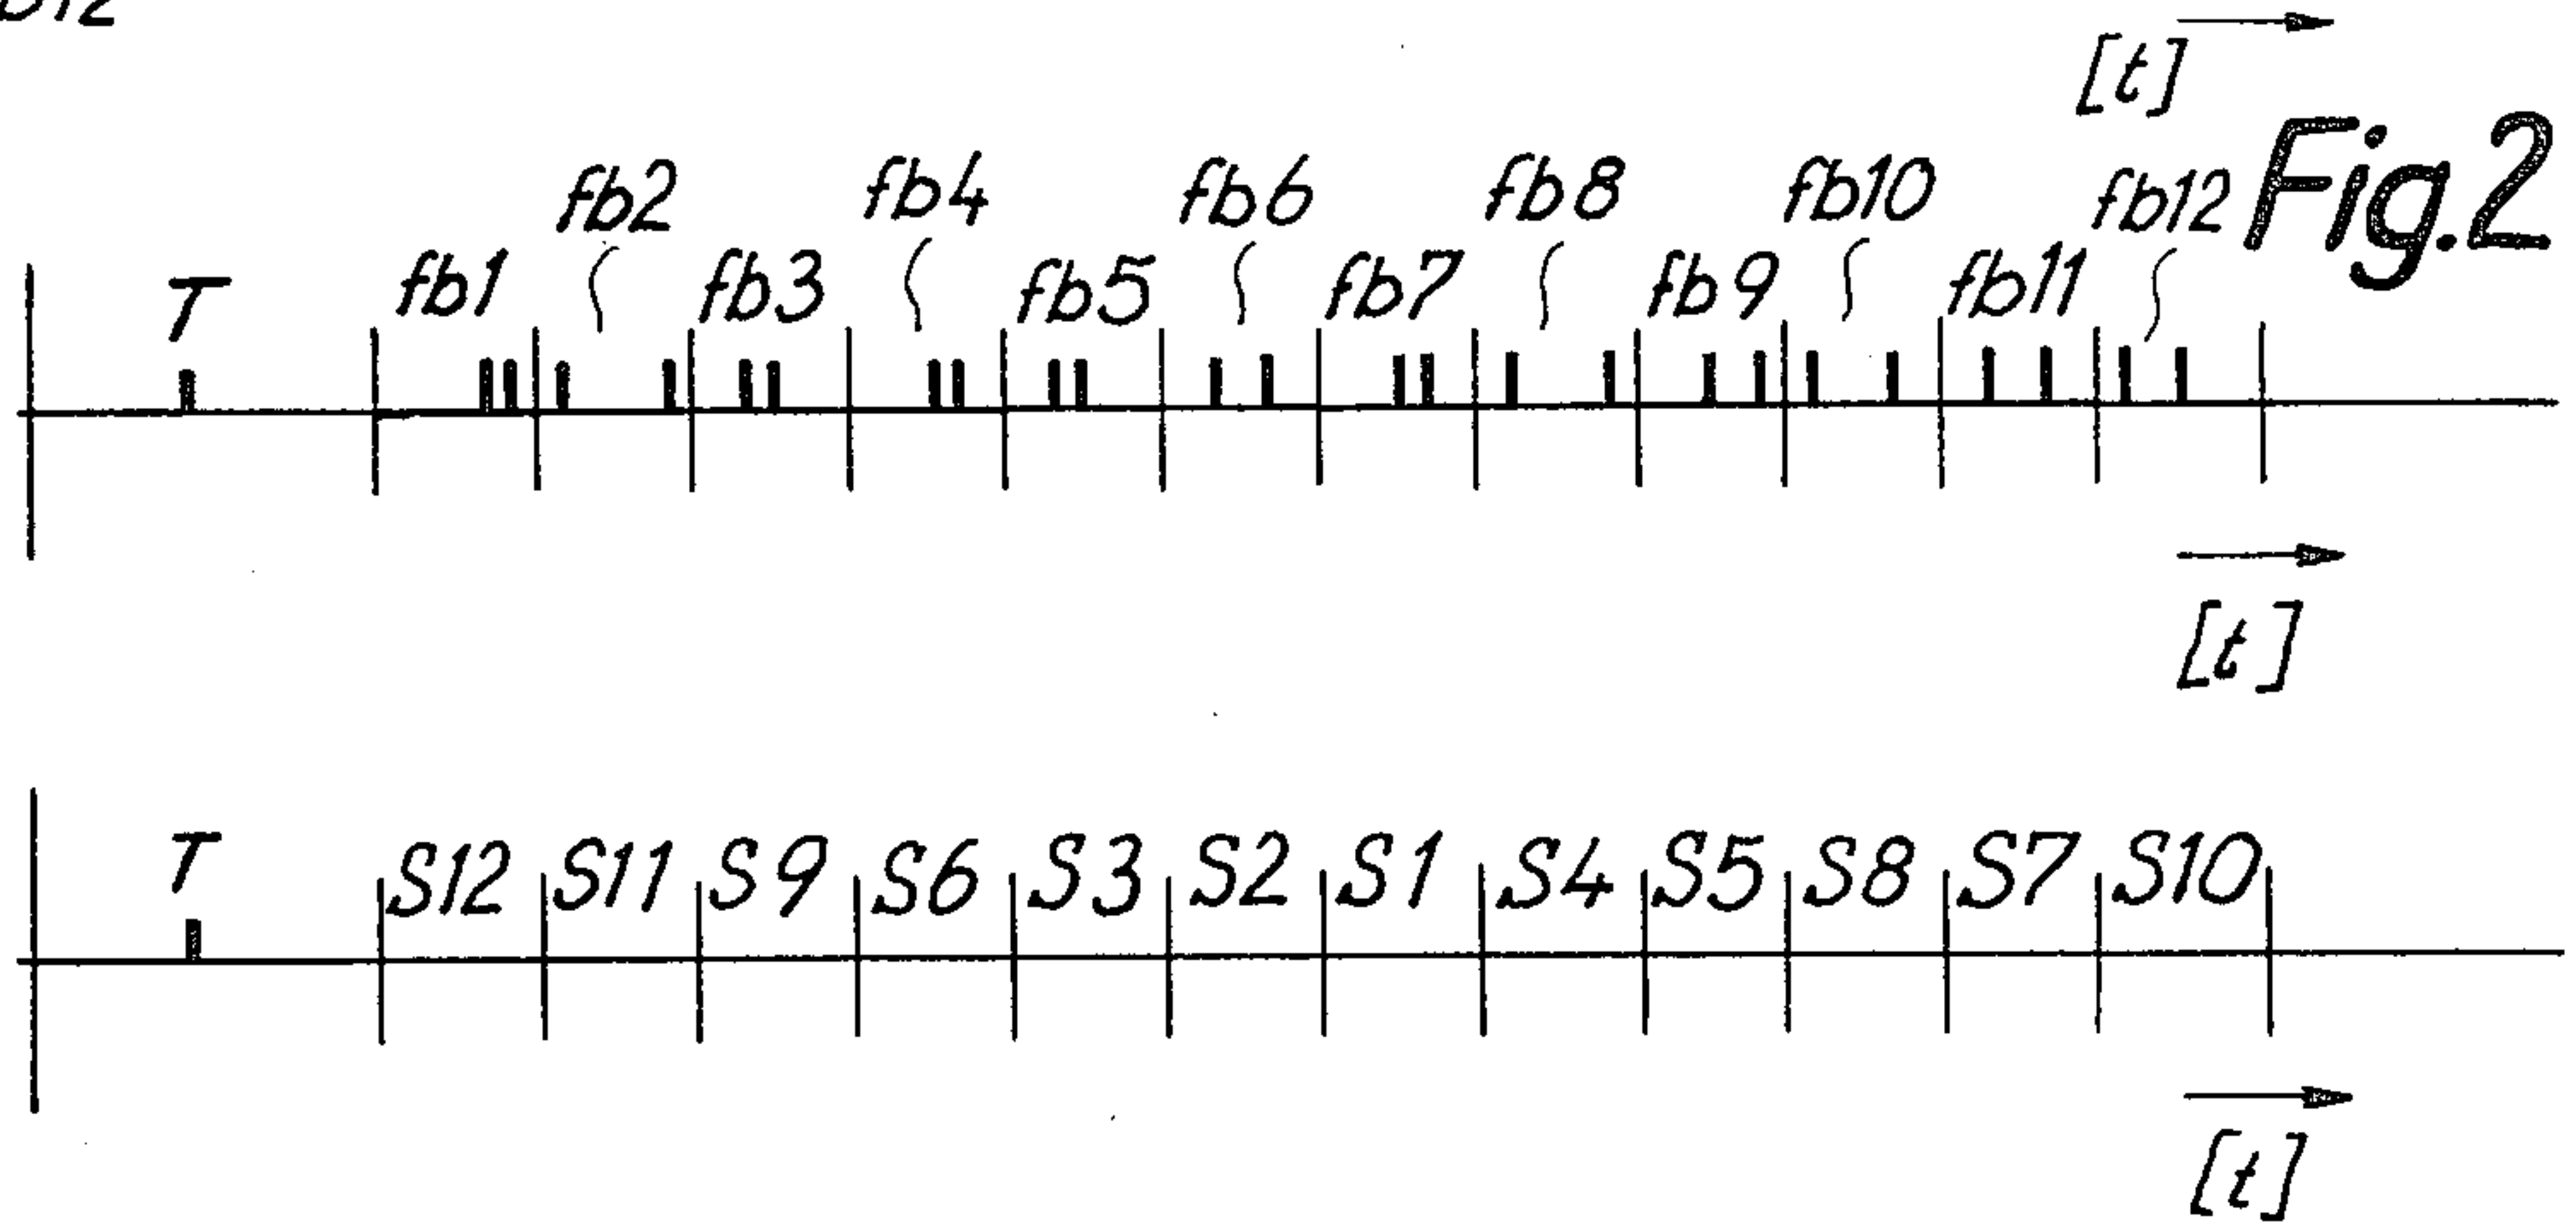 [t]
Fig.2
fb2 fb4 fb6 fb8 fb10 fb12
T fb1 fb3 fb5 fb7 fb9 fb11
[t]
T S12 S11 S9 S6 S3 S2 S1 S4 S5 S8 S7 S10
[t]